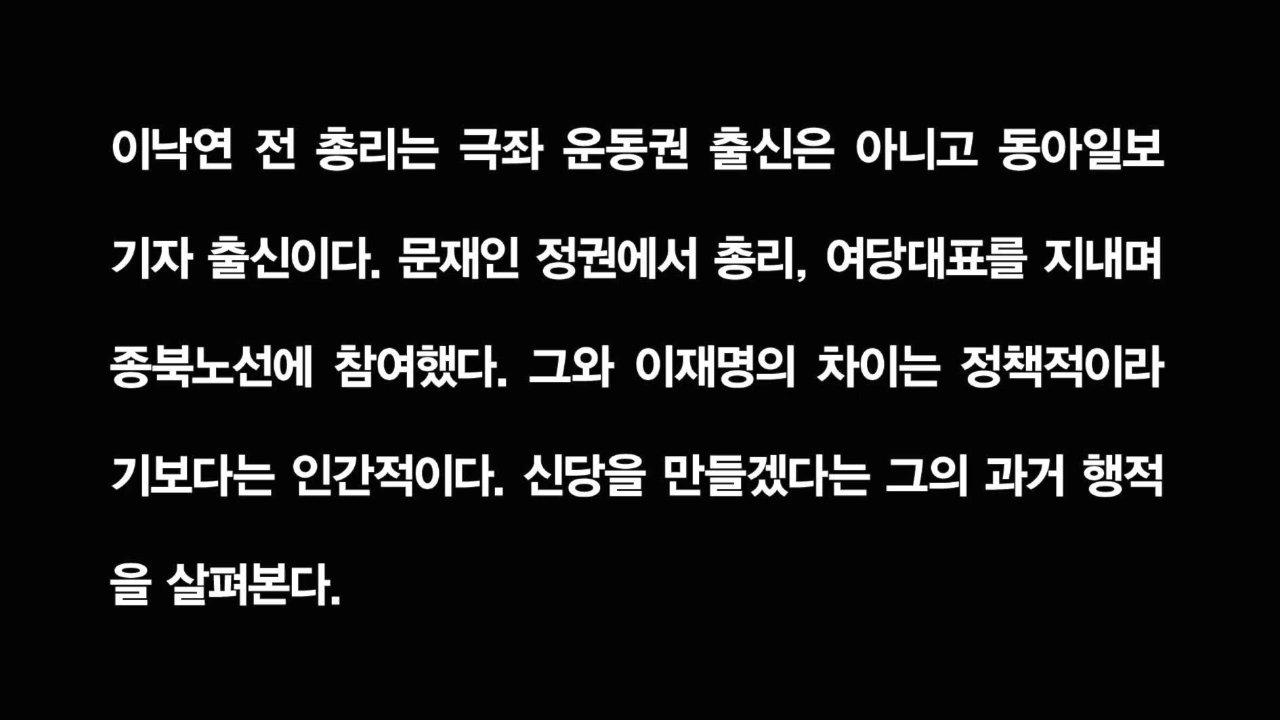 이낙연 전 총리는 극좌 운동권 출신은 아니고 동아일보
기자 출신이다. 문재인 정권에서 총리, 여당대표를 지내며
종북노선에 참여했다. 그와 이재명의 차이는 정책적이라
기보다는 인간적이다. 신당을 만들겠다는 그의 과거 행적
을 살펴본다.